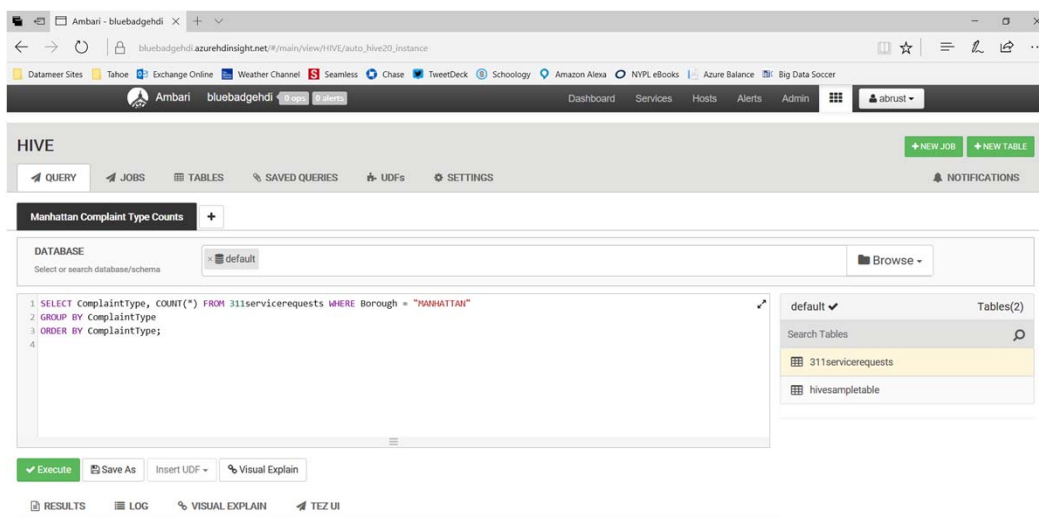 Ambari - bluebadgehdi
bluebadgehdi.azurehdinsight.net/#/main/view/HIVE/auto_hive20_instance
Datameer Sites Tahoe Exchange Online Weather Channel Seamless Chase TweetDeck Schoology Amazon Alexa NYPL eBooks Azure Balance Big Data Soccer
Ambari bluebadgehdi 0 ops 0 alerts Dashboard Services Hosts Alerts Admin abrust
HIVE
+ NEW JOB + NEW TABLE
QUERY JOBS TABLES SAVED QUERIES UDFs SETTINGS NOTIFICATIONS
Manhattan Complaint Type Counts +
DATABASE
Select or search database/schema
× default
Browse
1 SELECT ComplaintType, COUNT(*) FROM 311servicerequests WHERE Borough = "MANHATTAN"
2 GROUP BY ComplaintType
3 ORDER BY ComplaintType;
4
default Tables(2)
Search Tables
311servicerequests
hivesampletable
Execute Save As Insert UDF Visual Explain
RESULTS LOG VISUAL EXPLAIN TEZ UI